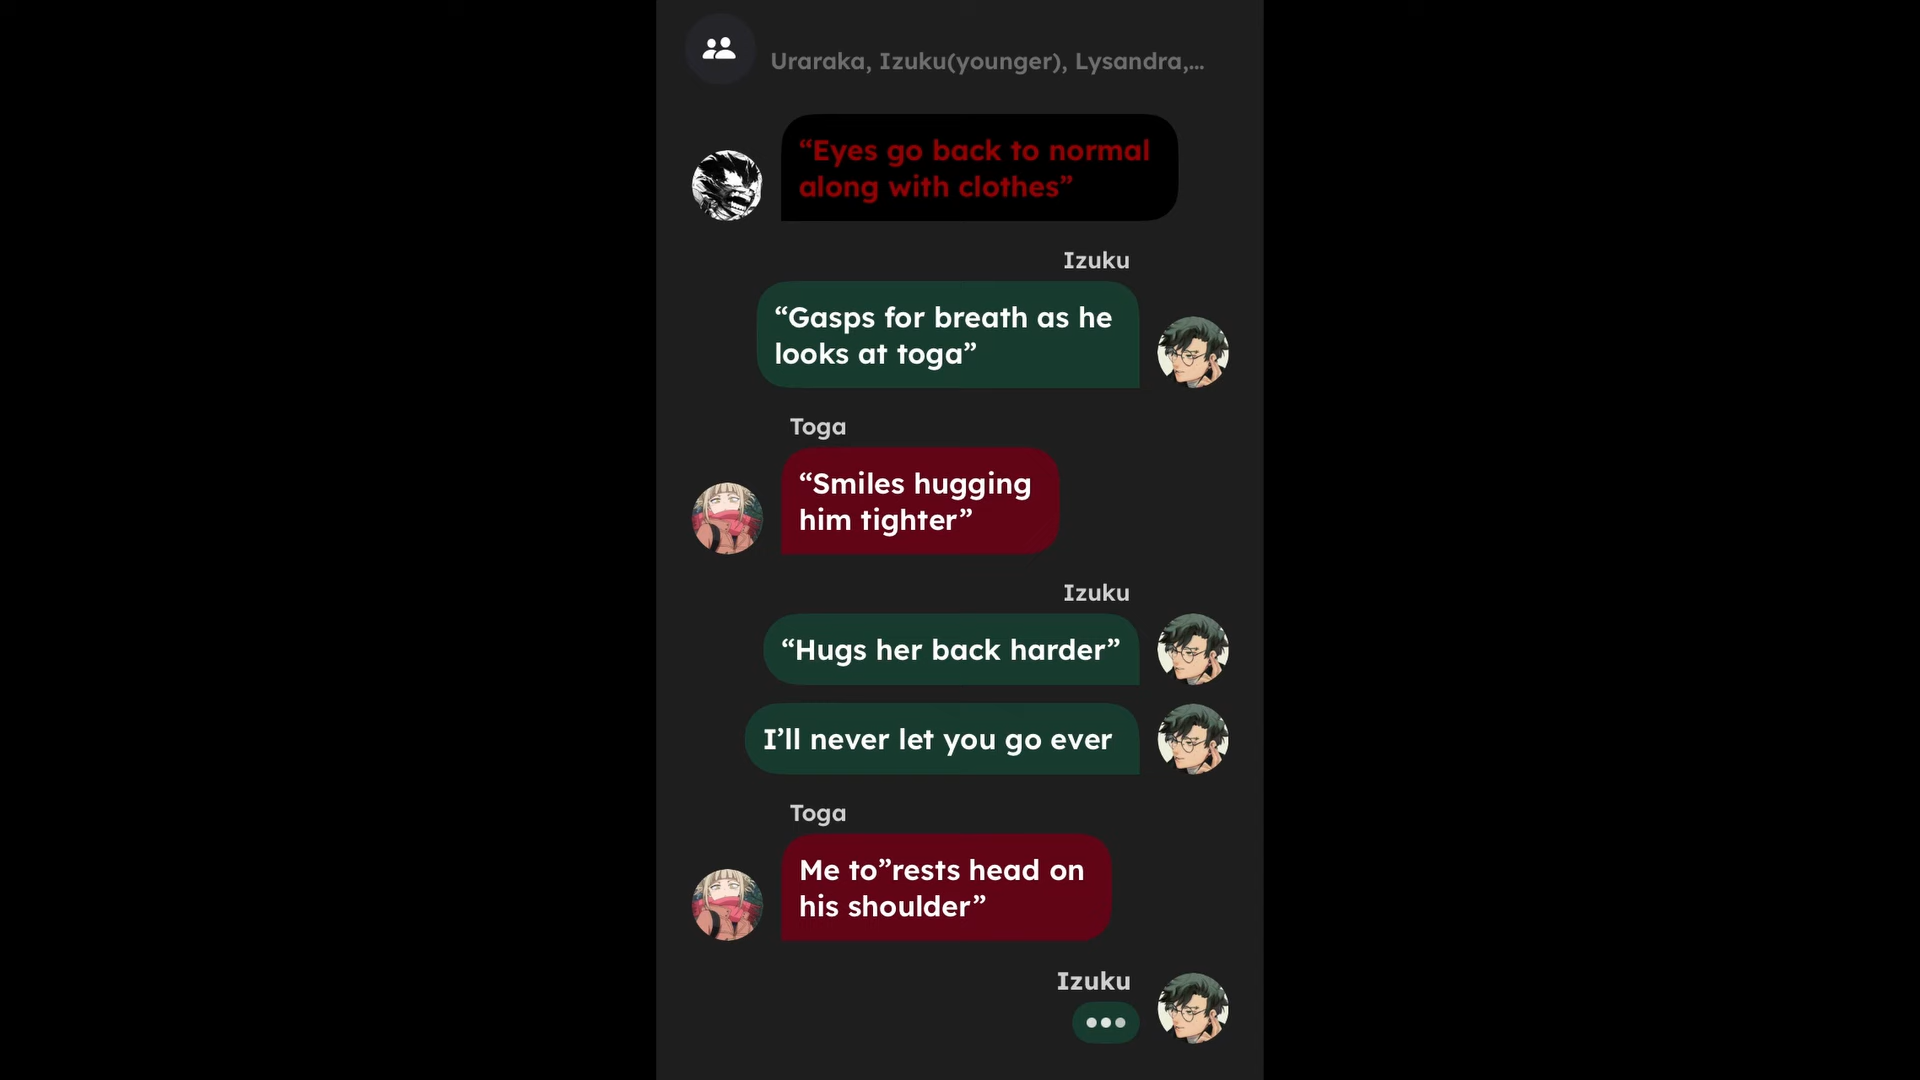 Uraraka, Izuku(younger), Lysandra,...
“Eyes go back to normal
along with clothes”
Izuku
“Gasps for breath as he
looks at toga”
Toga
“Smiles hugging
him tighter”
Izuku
“Hugs her back harder”
I’ll never let you go ever
Toga
Me to”rests head on
his shoulder”
Izuku